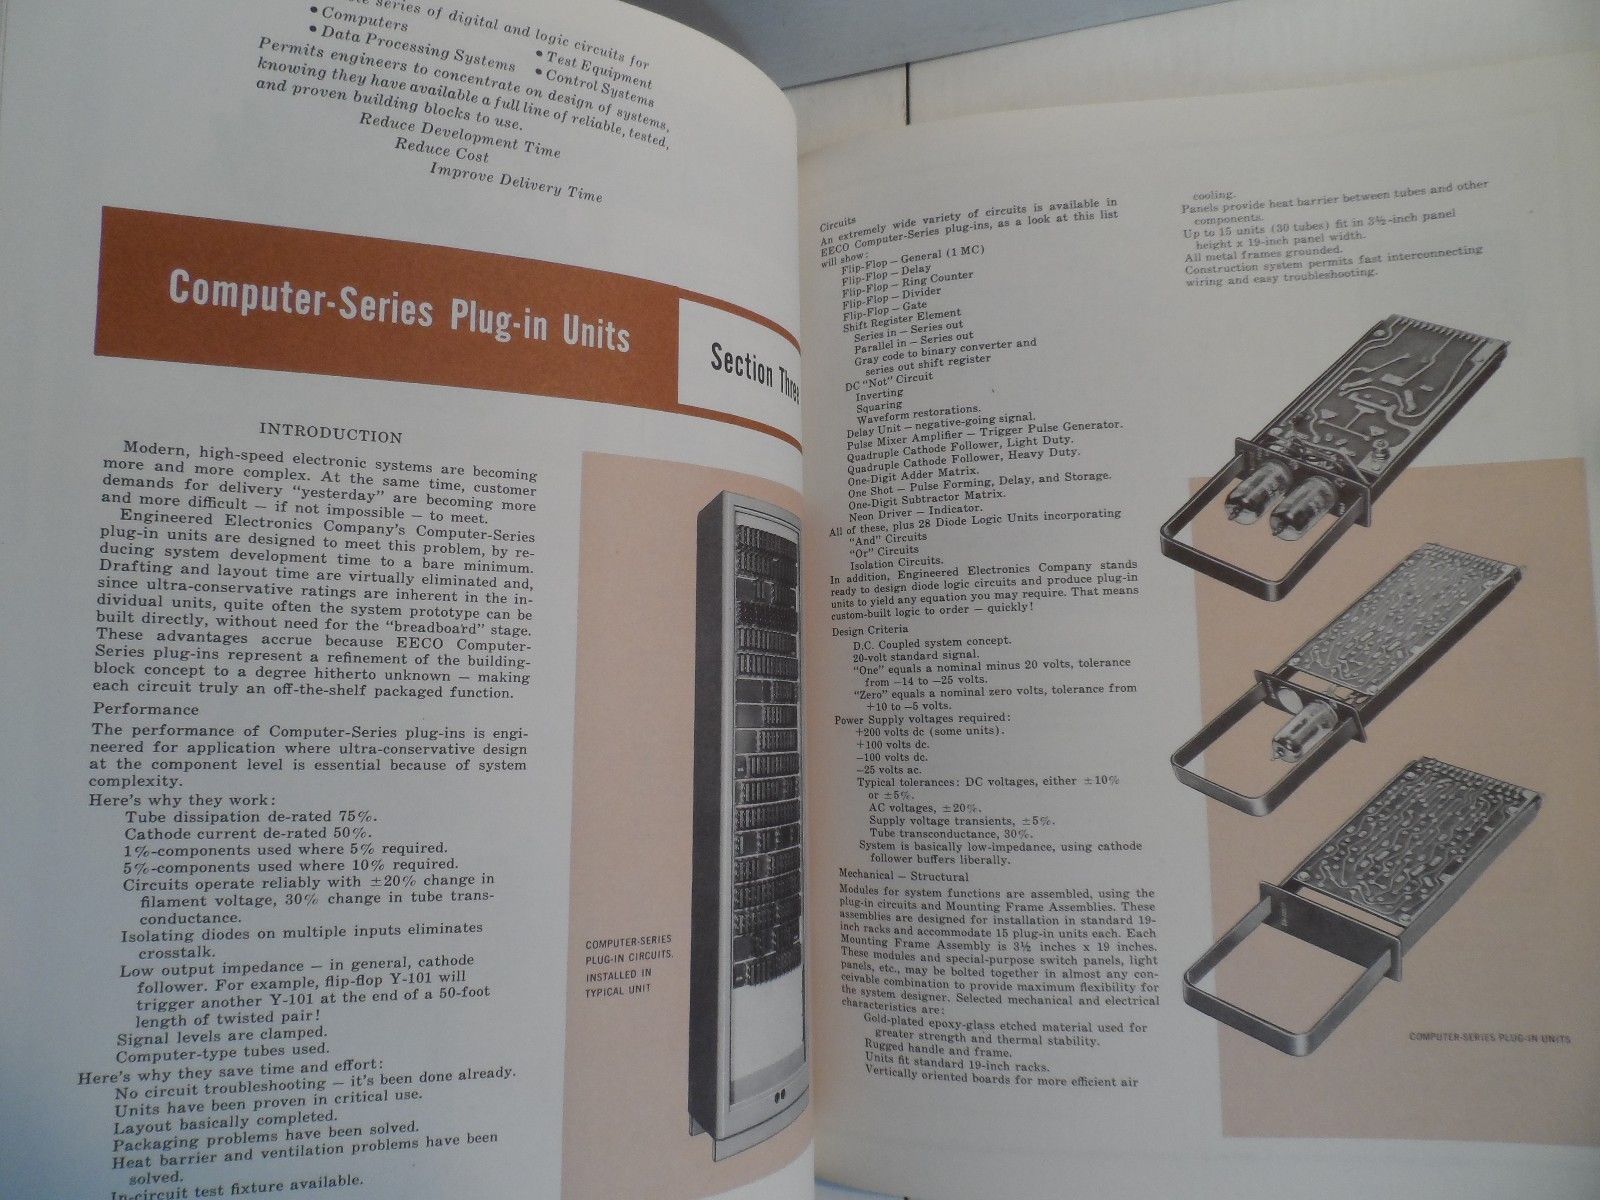 series of digital and logic circuits for
• Computers
• Data Processing Systems
• Test Equipment
• Control Systems
Permits engineers to concentrate on design of systems,
knowing they have available a full line of reliable, tested,
and proven building blocks to use.
Reduce Development Time
Reduce Cost
Improve Delivery Time
Computer-Series Plug-in Units
Section Three
INTRODUCTION
Modern, high-speed electronic systems are becoming
more and more complex. At the same time, customer
demands for delivery "yesterday" are becoming more
and more difficult — if not impossible — to meet.
Engineered Electronics Company's Computer-Series
plug-in units are designed to meet this problem, by re-
ducing system development time to a bare minimum.
Drafting and layout time are virtually eliminated and,
since ultra-conservative ratings are inherent in the in-
dividual units, quite often the system prototype can be
built directly, without need for the "breadboard" stage.
These advantages accrue because EECO Computer-
Series plug-ins represent a refinement of the building-
block concept to a degree hitherto unknown — making
each circuit truly an off-the-shelf packaged function.
Performance
The performance of Computer-Series plug-ins is engi-
neered for application where ultra-conservative design
at the component level is essential because of system
complexity.
Here's why they work:
Tube dissipation de-rated 75%.
Cathode current de-rated 50%.
1%-components used where 5% required.
5%-components used where 10% required.
Circuits operate reliably with ±20% change in
filament voltage, 30% change in tube trans-
conductance.
Isolating diodes on multiple inputs eliminates
crosstalk.
Low output impedance — in general, cathode
follower. For example, flip-flop Y-101 will
trigger another Y-101 at the end of a 50-foot
length of twisted pair!
Signal levels are clamped.
Computer-type tubes used.
Here's why they save time and effort:
No circuit troubleshooting — it's been done already.
Units have been proven in critical use.
Layout basically completed.
Packaging problems have been solved.
Heat barrier and ventilation problems have been
solved.
In-circuit test fixture available.
COMPUTER-SERIES
PLUG-IN CIRCUITS,
INSTALLED IN
TYPICAL UNIT
Circuits
An extremely wide variety of circuits is available in
EECO Computer-Series plug-ins, as a look at this list
will show:
Flip-Flop — General (1 MC)
Flip-Flop — Delay
Flip-Flop — Ring Counter
Flip-Flop — Divider
Flip-Flop — Gate
Shift Register Element
Series in — Series out
Parallel in — Series out
Gray code to binary converter and
series out shift register
DC "Not" Circuit
Inverting
Squaring
Waveform restorations.
Delay Unit — negative-going signal.
Pulse Mixer Amplifier — Trigger Pulse Generator.
Quadruple Cathode Follower, Light Duty.
Quadruple Cathode Follower, Heavy Duty.
One-Digit Adder Matrix.
One Shot — Pulse Forming, Delay, and Storage.
One-Digit Subtractor Matrix.
Neon Driver — Indicator.
All of these, plus 28 Diode Logic Units incorporating
"And" Circuits
"Or" Circuits
Isolation Circuits.
In addition, Engineered Electronics Company stands
ready to design diode logic circuits and produce plug-in
units to yield any equation you may require. That means
custom-built logic to order — quickly!
Design Criteria
D.C. Coupled system concept.
20-volt standard signal.
"One" equals a nominal minus 20 volts, tolerance
from −14 to −25 volts.
"Zero" equals a nominal zero volts, tolerance from
+10 to −5 volts.
Power Supply voltages required:
+200 volts dc (some units).
+100 volts dc.
−100 volts dc.
−25 volts ac.
Typical tolerances: DC voltages, either ±10%
or ±5%.
AC voltages, ±20%.
Supply voltage transients, ±5%.
Tube transconductance, 30%.
System is basically low-impedance, using cathode
follower buffers liberally.
Mechanical — Structural
Modules for system functions are assembled, using the
plug-in circuits and Mounting Frame Assemblies. These
assemblies are designed for installation in standard 19-
inch racks and accommodate 15 plug-in units each. Each
Mounting Frame Assembly is 3½ inches x 19 inches.
These modules and special-purpose switch panels, light
panels, etc., may be bolted together in almost any con-
ceivable combination to provide maximum flexibility for
the system designer. Selected mechanical and electrical
characteristics are:
Gold-plated epoxy-glass etched material used for
greater strength and thermal stability.
Rugged handle and frame.
Units fit standard 19-inch racks.
Vertically oriented boards for more efficient air
cooling.
Panels provide heat barrier between tubes and other
components.
Up to 15 units (30 tubes) fit in 3½-inch panel
height x 19-inch panel width.
All metal frames grounded.
Construction system permits fast interconnecting
wiring and easy troubleshooting.
COMPUTER-SERIES PLUG-IN UNITS